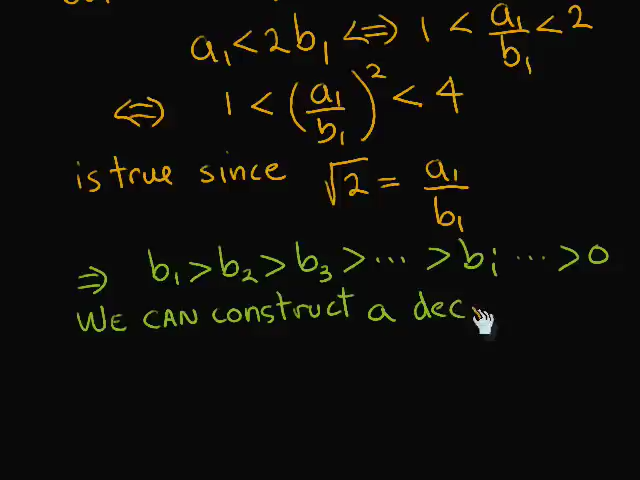 a₁ < 2b₁ ⟺ 1 < a₁/b₁ < 2
⟺ 1 < (a₁/b₁)² < 4
is true since √2 = a₁/b₁
⇒ b₁ > b₂ > b₃ > ... > bᵢ ... > 0
WE CAN construct a dec